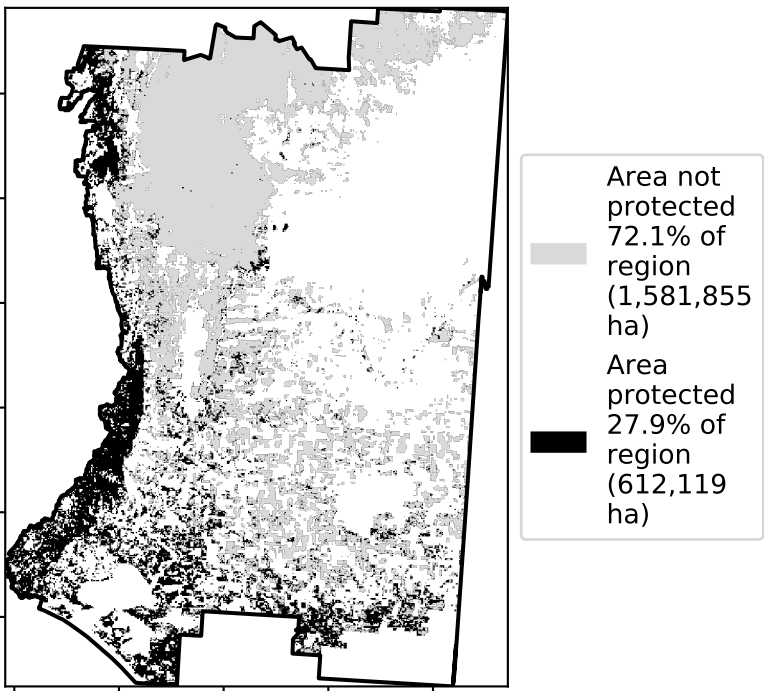 Area not
protected
72.1% of
region
(1,581,855
ha)
Area
protected
27.9% of
region
(612,119
ha)